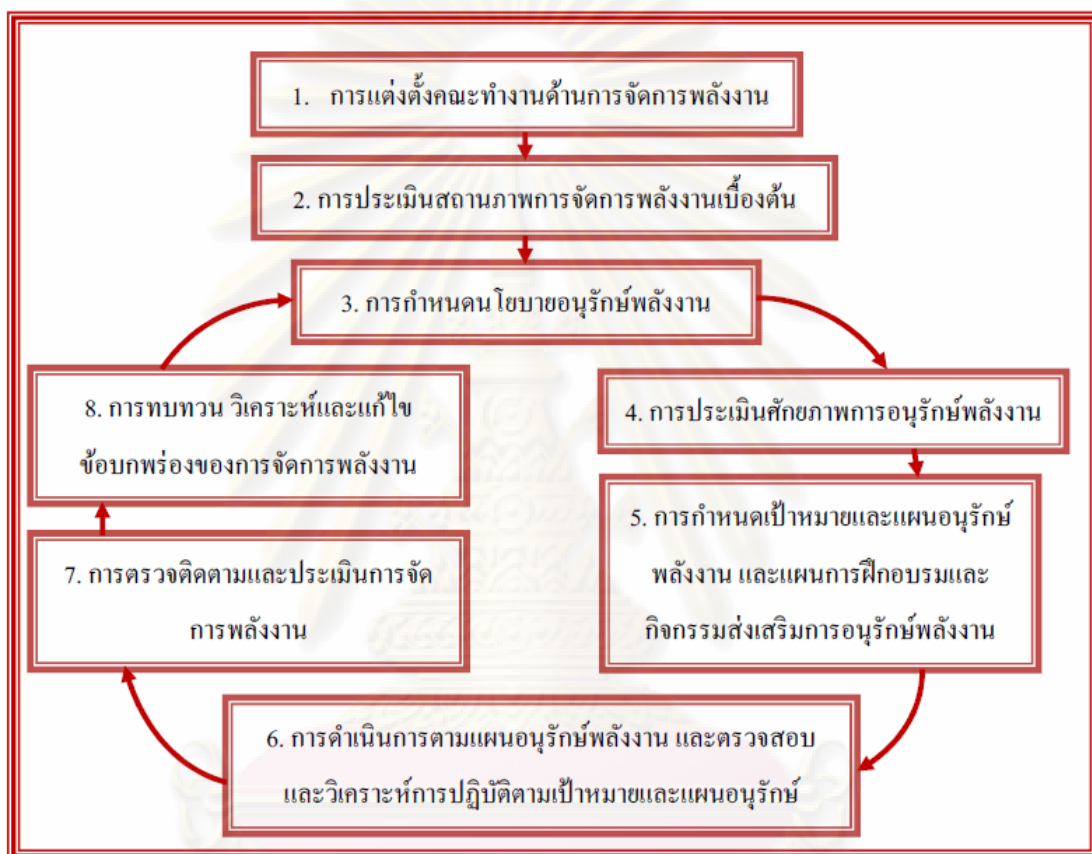 1. การแต่งตั้งคณะทำงานด้านการจัดการพลังงาน
2. การประเมินสถานภาพการจัดการพลังงานเบื้องต้น
3. การกำหนดนโยบายอนุรักษ์พลังงาน
4. การประเมินศักยภาพการอนุรักษ์พลังงาน
5. การกำหนดเป้าหมายและแผนอนุรักษ์
พลังงาน และแผนการฝึกอบรมและ
กิจกรรมส่งเสริมการอนุรักษ์พลังงาน
6. การดำเนินการตามแผนอนุรักษ์พลังงาน และตรวจสอบ
และวิเคราะห์การปฏิบัติตามเป้าหมายและแผนอนุรักษ์
7. การตรวจติดตามและประเมินการจัด
การพลังงาน
8. การทบทวน วิเคราะห์และแก้ไข
ข้อบกพร่องของการจัดการพลังงาน